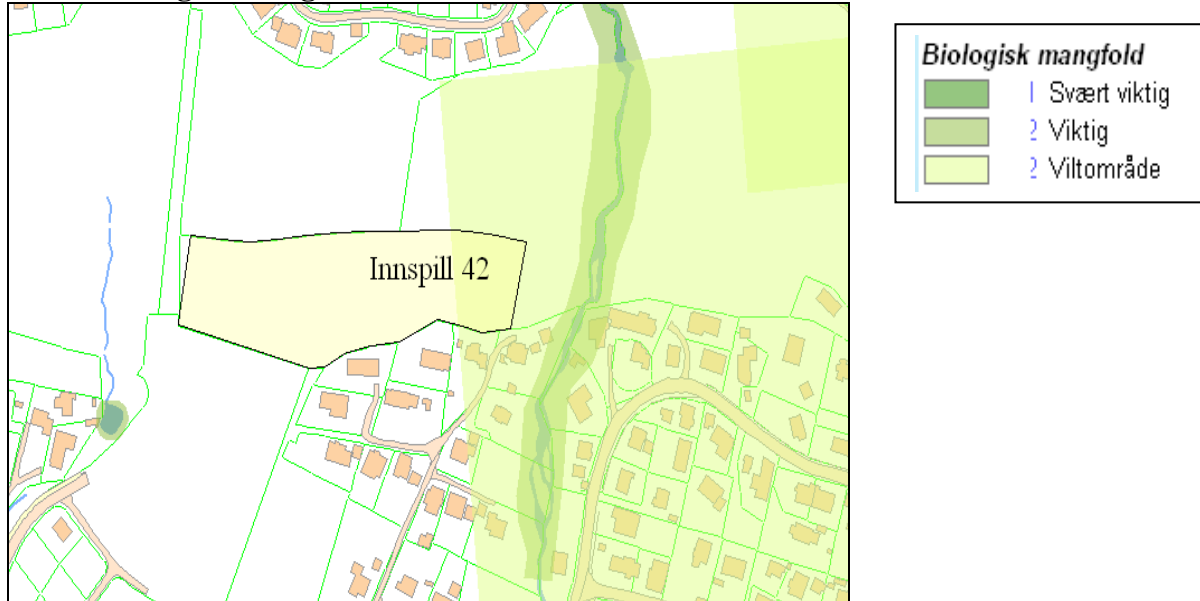 Innspill 42
Biologisk mangfold
1 Svært viktig
2 Viktig
2 Viltområde